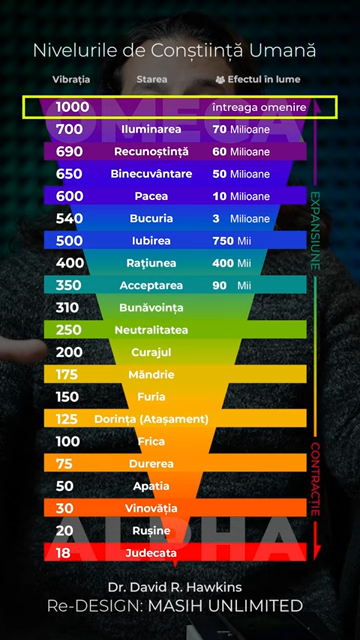 Nivelurile de Conștiință Umană
Vibrația Starea Efectul în lume
1000 OMEGA întreaga omenire
700 Iluminarea 70 Milioane
690 Recunoștință 60 Milioane
650 Binecuvântare 50 Milioane
600 Pacea 10 Milioane
540 Bucuria 3 Milioane
500 Iubirea 750 Mii
400 Rațiunea 400 Mii
350 Acceptarea 90 Mii
310 Bunăvoința
250 Neutralitatea
200 Curajul
175 Mândrie
150 Furia
125 Dorința (Atașament)
100 Frica
75 Durerea
50 Apatia
30 Vinovăția
20 Rușine
ALPHA
18 Judecata
EXPANSIUNE
CONTRACȚIE
Dr. David R. Hawkins
Re-DESIGN: MASIH UNLIMITED